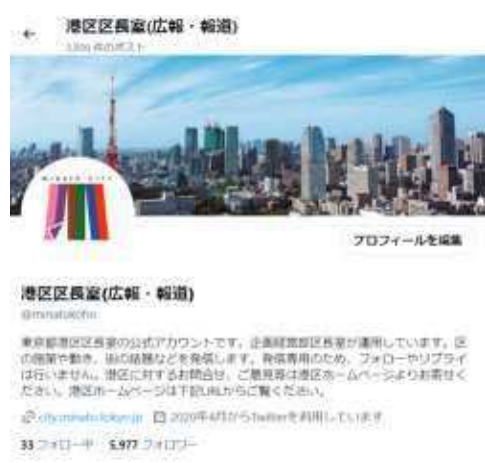 港区区長室(広報・報道)
件のポスト
MINATO CITY
プロフィールを編集
港区区長室(広報・報道)
@minatokoho
東京都港区区長室の公式アカウントです。企画経営部区長室が運用しています。区
の施策や動き、街の話題などを発信します。発信専用のため、フォローやリプライ
は行いません。港区に対するお問合せ、ご意見等は港区ホームページよりお寄せく
ださい。港区ホームページは下記URLからご覧ください。
city.minato.tokyo.jp 2020年4月からTwitterを利用しています
33 フォロー中 5,977 フォロワー